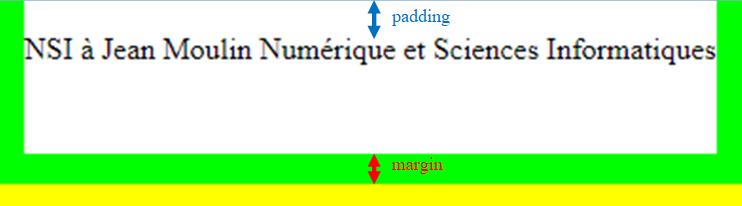 padding
NSI à Jean Moulin Numérique et Sciences Informatiques
margin